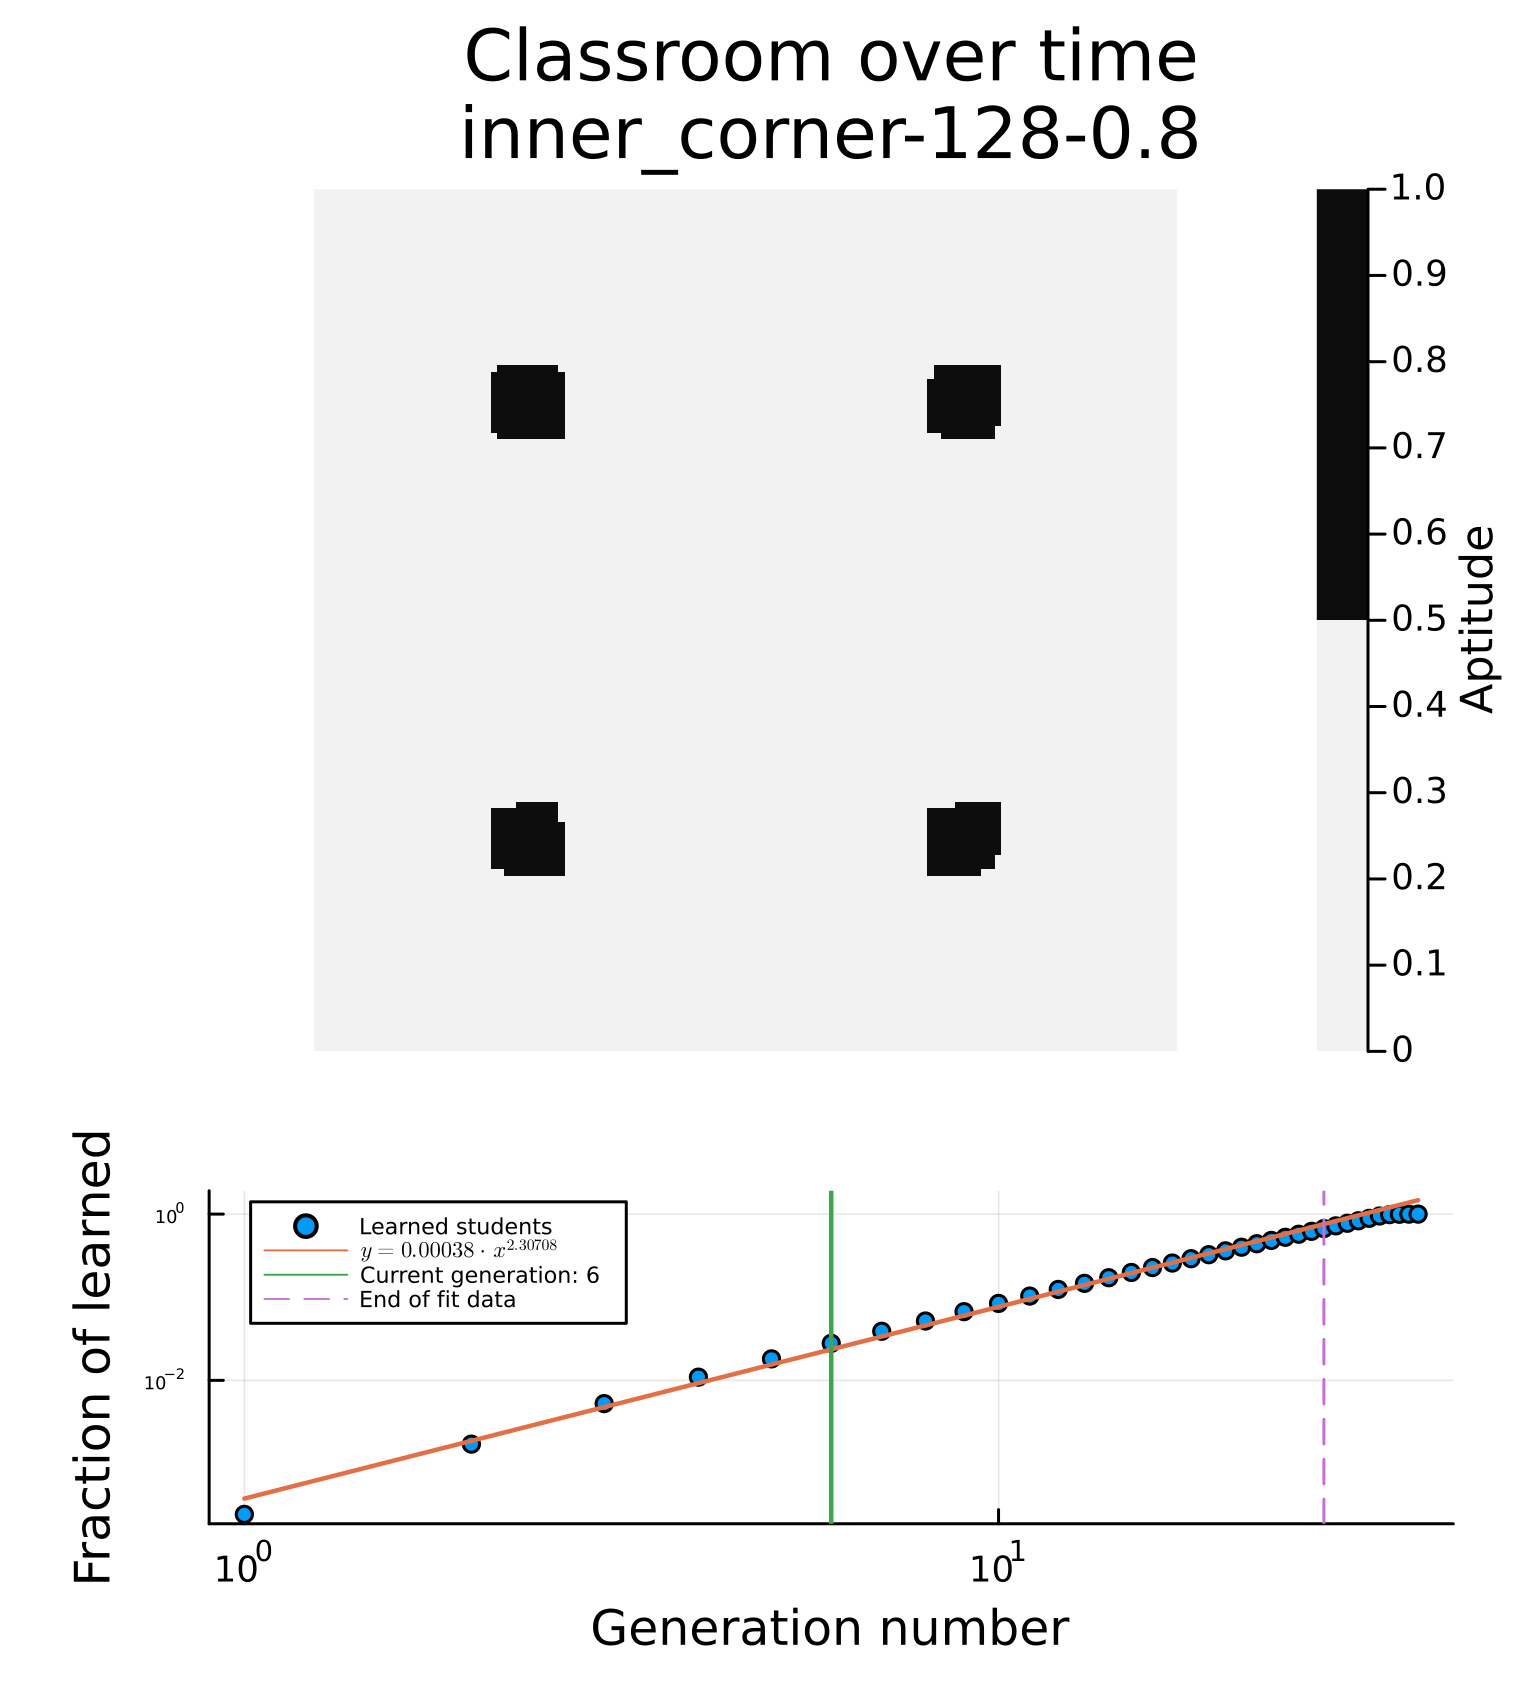 Classroom over time
inner_corner-128-0.8
1.0
0.9
0.8
0.7
0.6
0.5
0.4
0.3
0.2
0.1
0
Aptitude
Fraction of learned
10⁰
10⁻²
Learned students
y = 0.00038 · x^{2.30708}
Current generation: 6
End of fit data
10⁰
10¹
Generation number